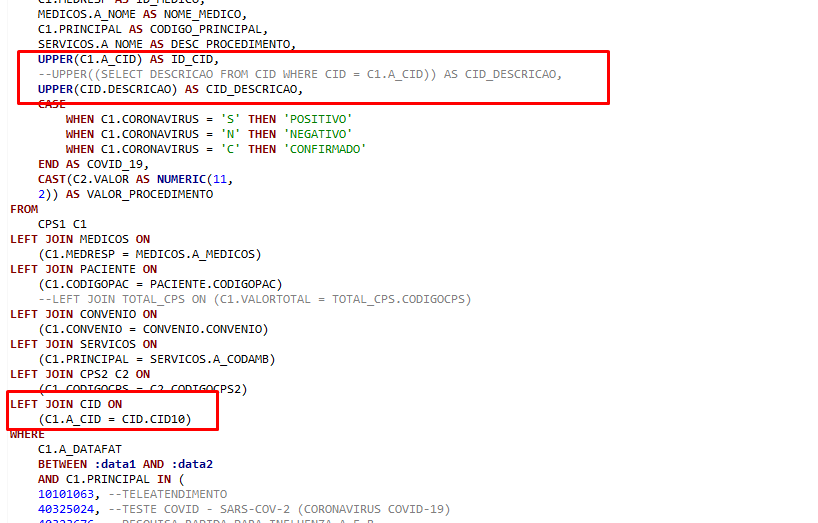 C1.MEDRESP AS ID_MEDICO,
MEDICOS.A_NOME AS NOME_MEDICO,
C1.PRINCIPAL AS CODIGO_PRINCIPAL,
SERVICOS.A_NOME AS DESC_PROCEDIMENTO,
UPPER(C1.A_CID) AS ID_CID,
--UPPER((SELECT DESCRICAO FROM CID WHERE CID = C1.A_CID)) AS CID_DESCRICAO,
UPPER(CID.DESCRICAO) AS CID_DESCRICAO,
CASE
WHEN C1.CORONAVIRUS = 'S' THEN 'POSITIVO'
WHEN C1.CORONAVIRUS = 'N' THEN 'NEGATIVO'
WHEN C1.CORONAVIRUS = 'C' THEN 'CONFIRMADO'
END AS COVID_19,
CAST(C2.VALOR AS NUMERIC(11,
2)) AS VALOR_PROCEDIMENTO
FROM
CPS1 C1
LEFT JOIN MEDICOS ON
(C1.MEDRESP = MEDICOS.A_MEDICOS)
LEFT JOIN PACIENTE ON
(C1.CODIGOPAC = PACIENTE.CODIGOPAC)
--LEFT JOIN TOTAL_CPS ON (C1.VALORTOTAL = TOTAL_CPS.CODIGOCPS)
LEFT JOIN CONVENIO ON
(C1.CONVENIO = CONVENIO.CONVENIO)
LEFT JOIN SERVICOS ON
(C1.PRINCIPAL = SERVICOS.A_CODAMB)
LEFT JOIN CPS2 C2 ON
(C1.CODIGOCPS = C2.CODIGOCPS2)
LEFT JOIN CID ON
(C1.A_CID = CID.CID10)
WHERE
C1.A_DATAFAT
BETWEEN :data1 AND :data2
AND C1.PRINCIPAL IN (
10101063, --TELEATENDIMENTO
40325024, --TESTE COVID - SARS-COV-2 (CORONAVIRUS COVID-19)